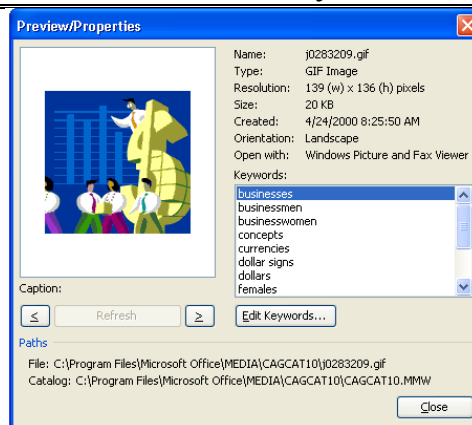 Preview/Properties
Name: j0283209.gif
Type: GIF Image
Resolution: 139 (w) x 136 (h) pixels
Size: 20 KB
Created: 4/24/2000 8:25:50 AM
Orientation: Landscape
Open with: Windows Picture and Fax Viewer
Keywords:
businesses
businessmen
businesswomen
concepts
currencies
dollar signs
dollars
females
Caption:
< Refresh > Edit Keywords...
Paths
File: C:\Program Files\Microsoft Office\MEDIA\CAGCAT10\j0283209.gif
Catalog: C:\Program Files\Microsoft Office\MEDIA\CAGCAT10\CAGCAT10.MMW
Close